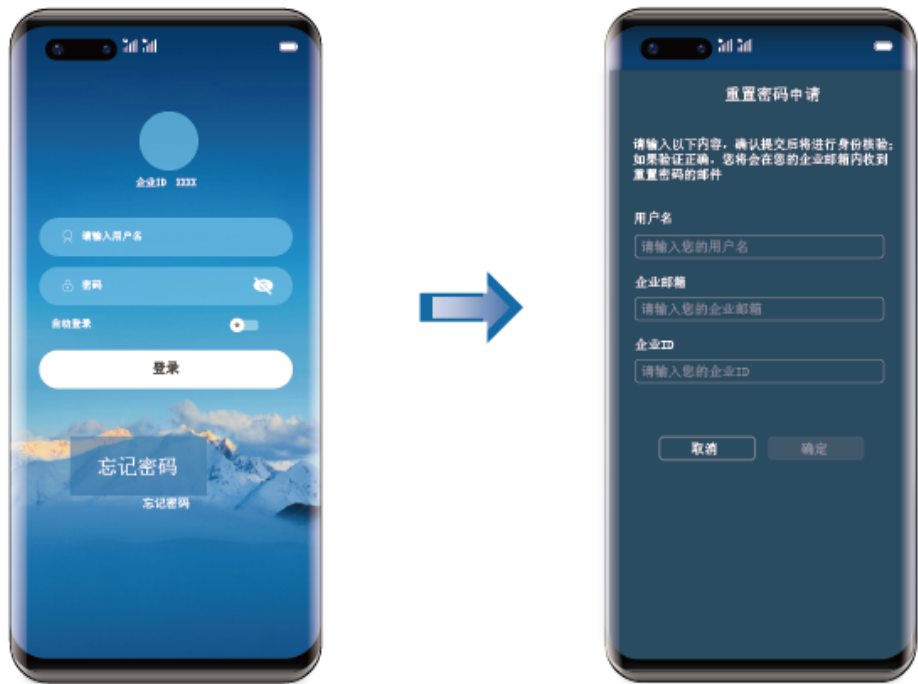 企业ID XXXX
请输入用户名
密码
自动登录
登录
忘记密码
忘记密码
重置密码申请
请输入以下内容，确认提交后将进行身份核验;
如果验证正确，您将会在您的企业邮箱内收到
重置密码的邮件
用户名
请输入您的用户名
企业邮箱
请输入您的企业邮箱
企业ID
请输入您的企业ID
取消
确定